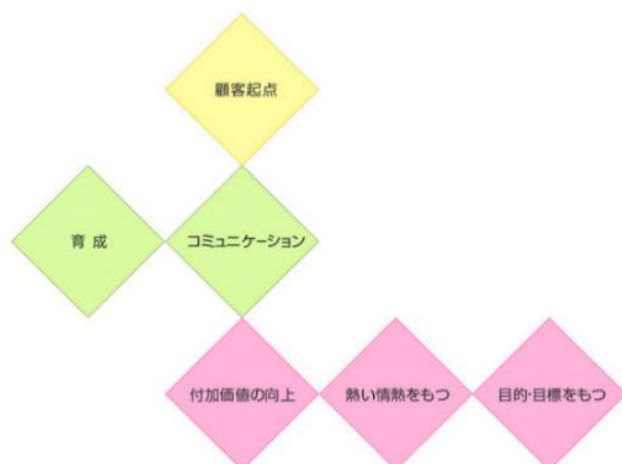 顧客起点
育成
コミュニケーション
付加価値の向上
熱い情熱をもつ
目的・目標をもつ